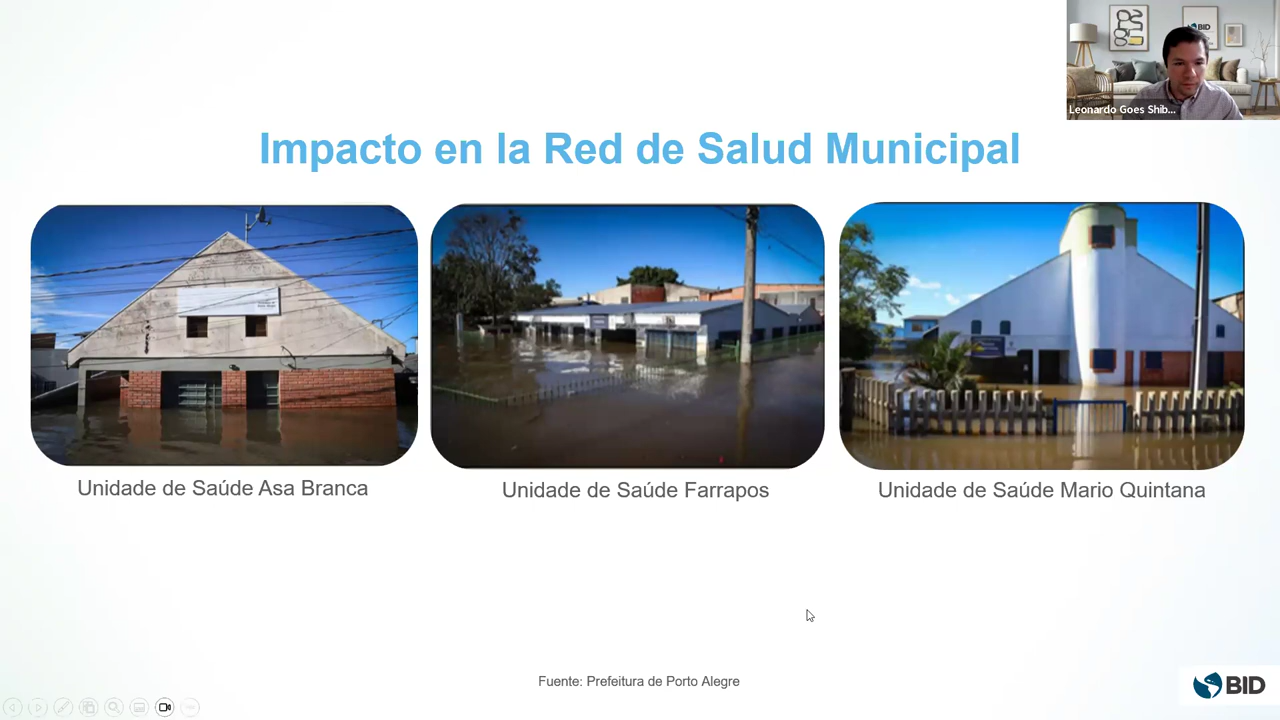 BID
Leonardo Goes Shib...
Impacto en la Red de Salud Municipal
Unidade de Saúde Asa Branca
Unidade de Saúde Farrapos
Unidade de Saúde Mario Quintana
Fuente: Prefeitura de Porto Alegre
BID